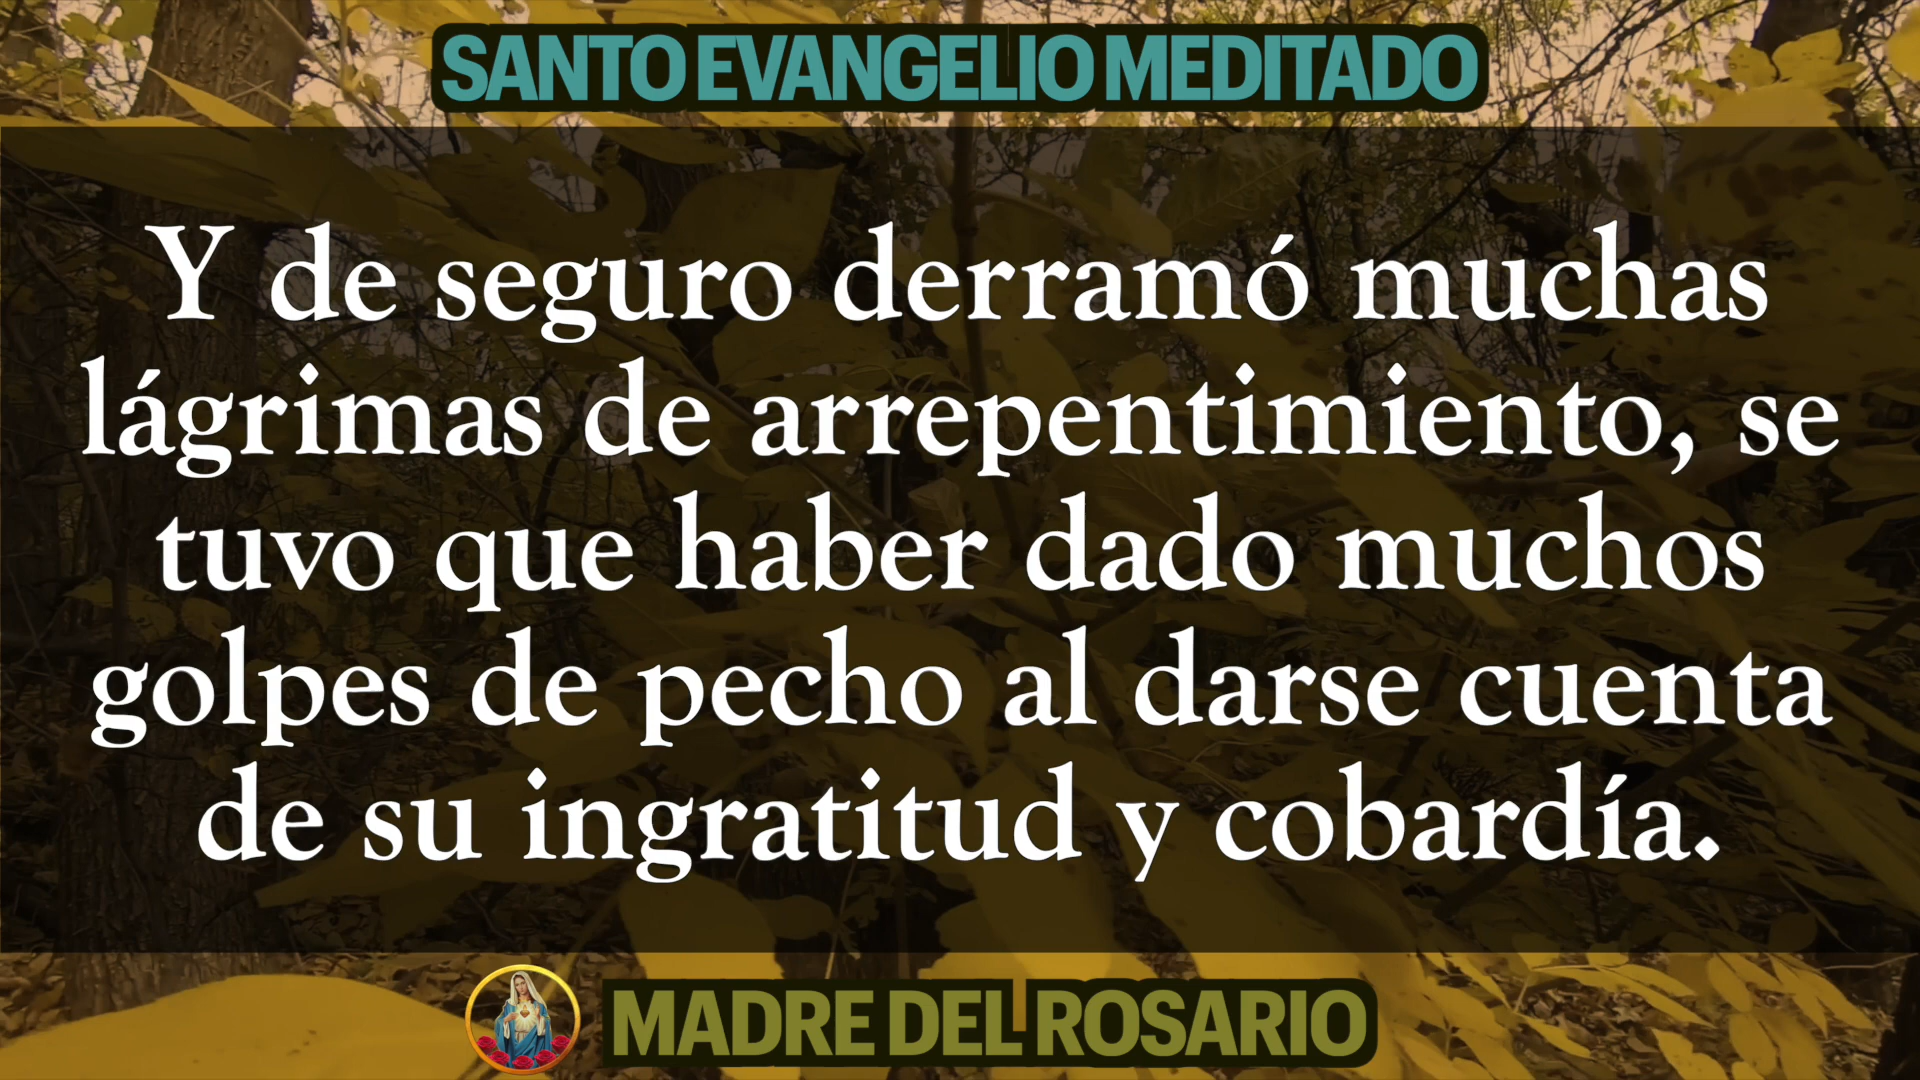 SANTO EVANGELIO MEDITADO
Y de seguro derramó muchas
lágrimas de arrepentimiento, se
tuvo que haber dado muchos
golpes de pecho al darse cuenta
de su ingratitud y cobardía.
MADRE DEL ROSARIO